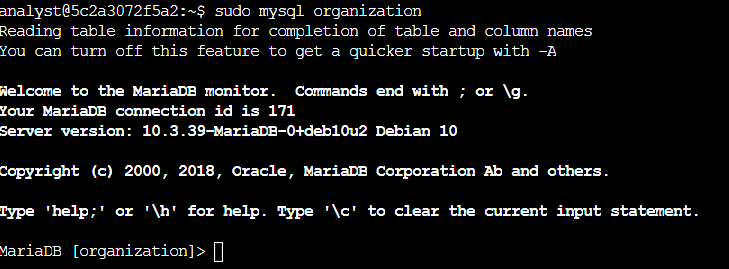 analyst@5c2a3072f5a2:~$ sudo mysql organization
Reading table information for completion of table and column names
You can turn off this feature to get a quicker startup with -A
Welcome to the MariaDB monitor.  Commands end with ; or \g.
Your MariaDB connection id is 171
Server version: 10.3.39-MariaDB-0+deb10u2 Debian 10
Copyright (c) 2000, 2018, Oracle, MariaDB Corporation Ab and others.
Type 'help;' or '\h' for help. Type '\c' to clear the current input statement.
MariaDB [organization]>